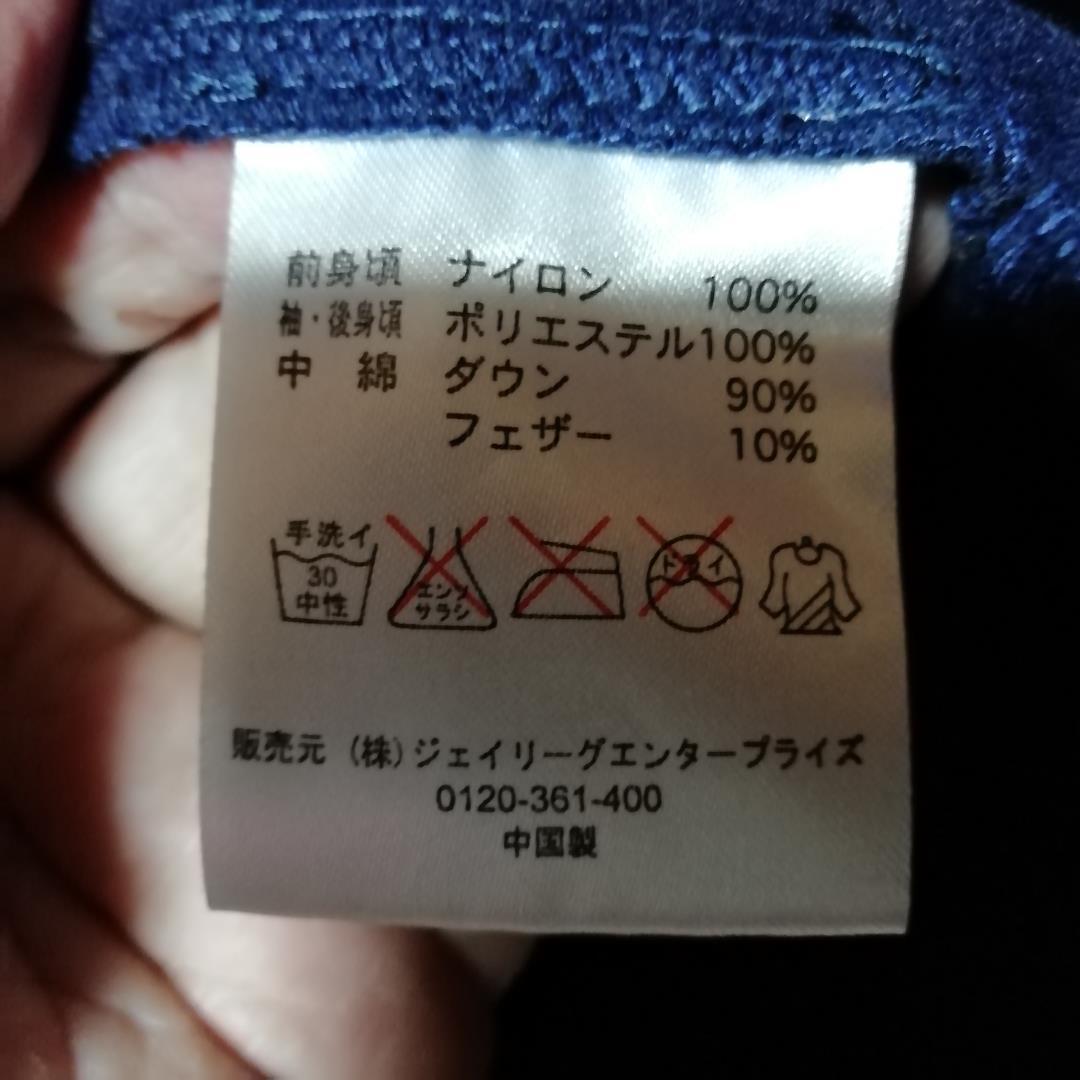 前身頃 ナイロン 100%
袖・後身頃 ポリエステル100%
中 綿 ダウン 90%
フェザー 10%
手洗イ
30
中性
エンソ
サラシ
ドライ
販売元 (株)ジェイリーグエンタープライズ
0120-361-400
中国製